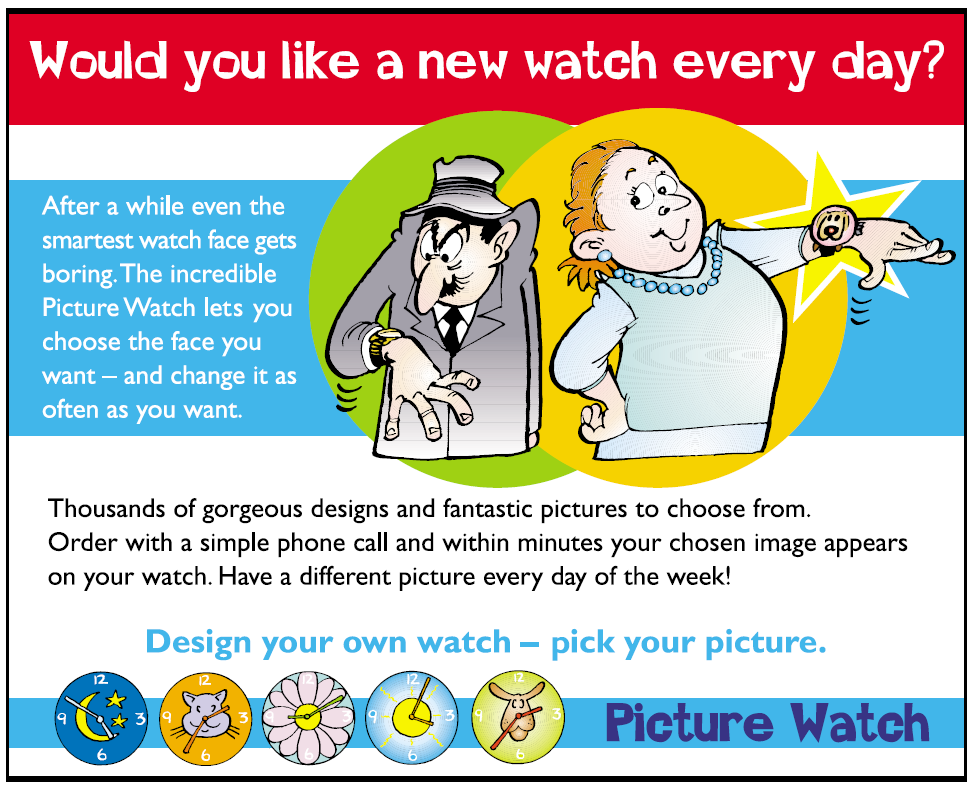 Would you like a new watch every day?
After a while even the
smartest watch face gets
boring. The incredible
Picture Watch lets you
choose the face you
want – and change it as
often as you want.
Thousands of gorgeous designs and fantastic pictures to choose from.
Order with a simple phone call and within minutes your chosen image appears
on your watch. Have a different picture every day of the week!
Design your own watch – pick your picture.
12
9 3
6
12
9 3
6
12
9 3
6
12
9 3
6
12
9 3
6
Picture Watch